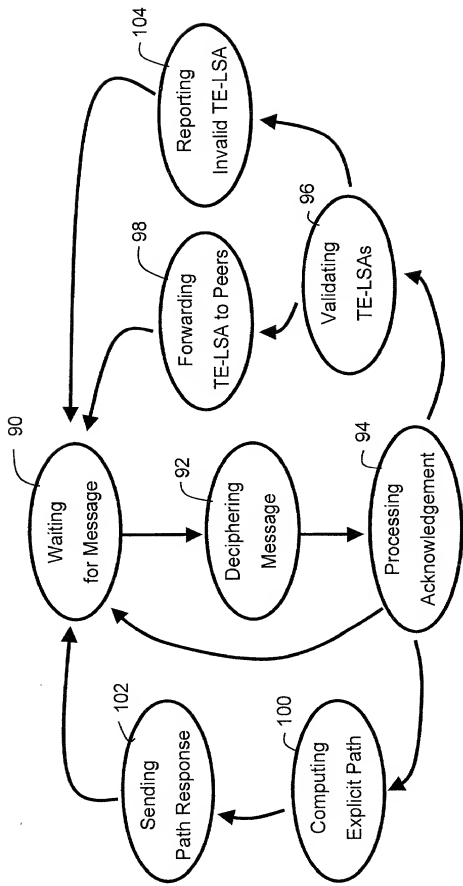 90
Waiting
for Message
92
Deciphering
Message
94
Processing
Acknowledgement
96
Validating
TE-LSAs
98
Forwarding
TE-LSA to Peers
104
Reporting
Invalid TE-LSA
100
Computing
Explicit Path
102
Sending
Path Response